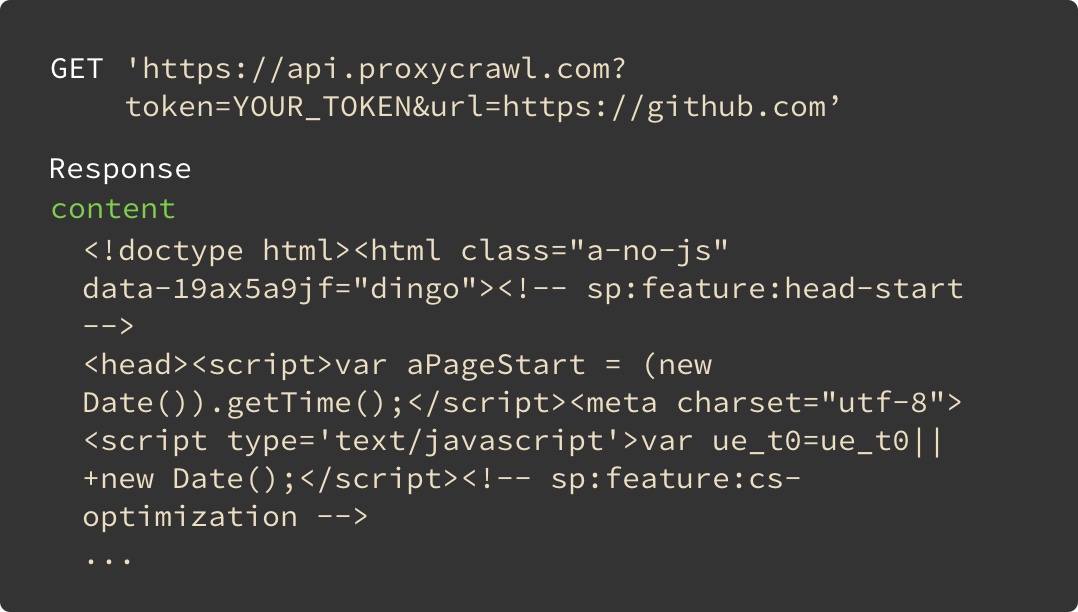 GET 'https://api.proxycrawl.com?
token=YOUR_TOKEN&url=https://github.com’
Response
content
<!doctype html><html class="a-no-js"
data-19ax5a9jf="dingo"><!-- sp:feature:head-start
-->
<head><script>var aPageStart = (new
Date()).getTime();</script><meta charset="utf-8">
<script type='text/javascript'>var ue_t0=ue_t0||
+new Date();</script><!-- sp:feature:cs-
optimization -->
...